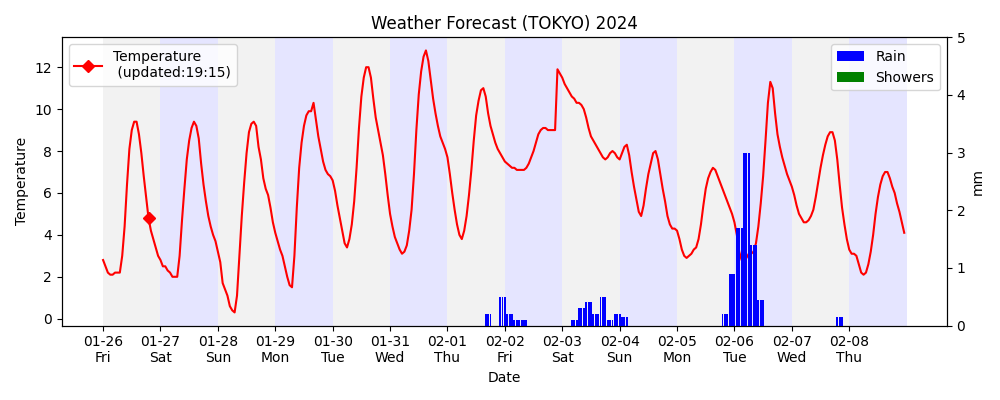 Weather Forecast (TOKYO) 2024
Temperature
(updated:19:15)
Rain
Showers
Temperature
12
10
8
6
4
2
0
5
4
3
2
1
0
mm
01-26 01-27 01-28 01-29 01-30 01-31 02-01 02-02 02-03 02-04 02-05 02-06 02-07 02-08
Fri Sat Sun Mon Tue Wed Thu Fri Sat Sun Mon Tue Wed Thu
Date